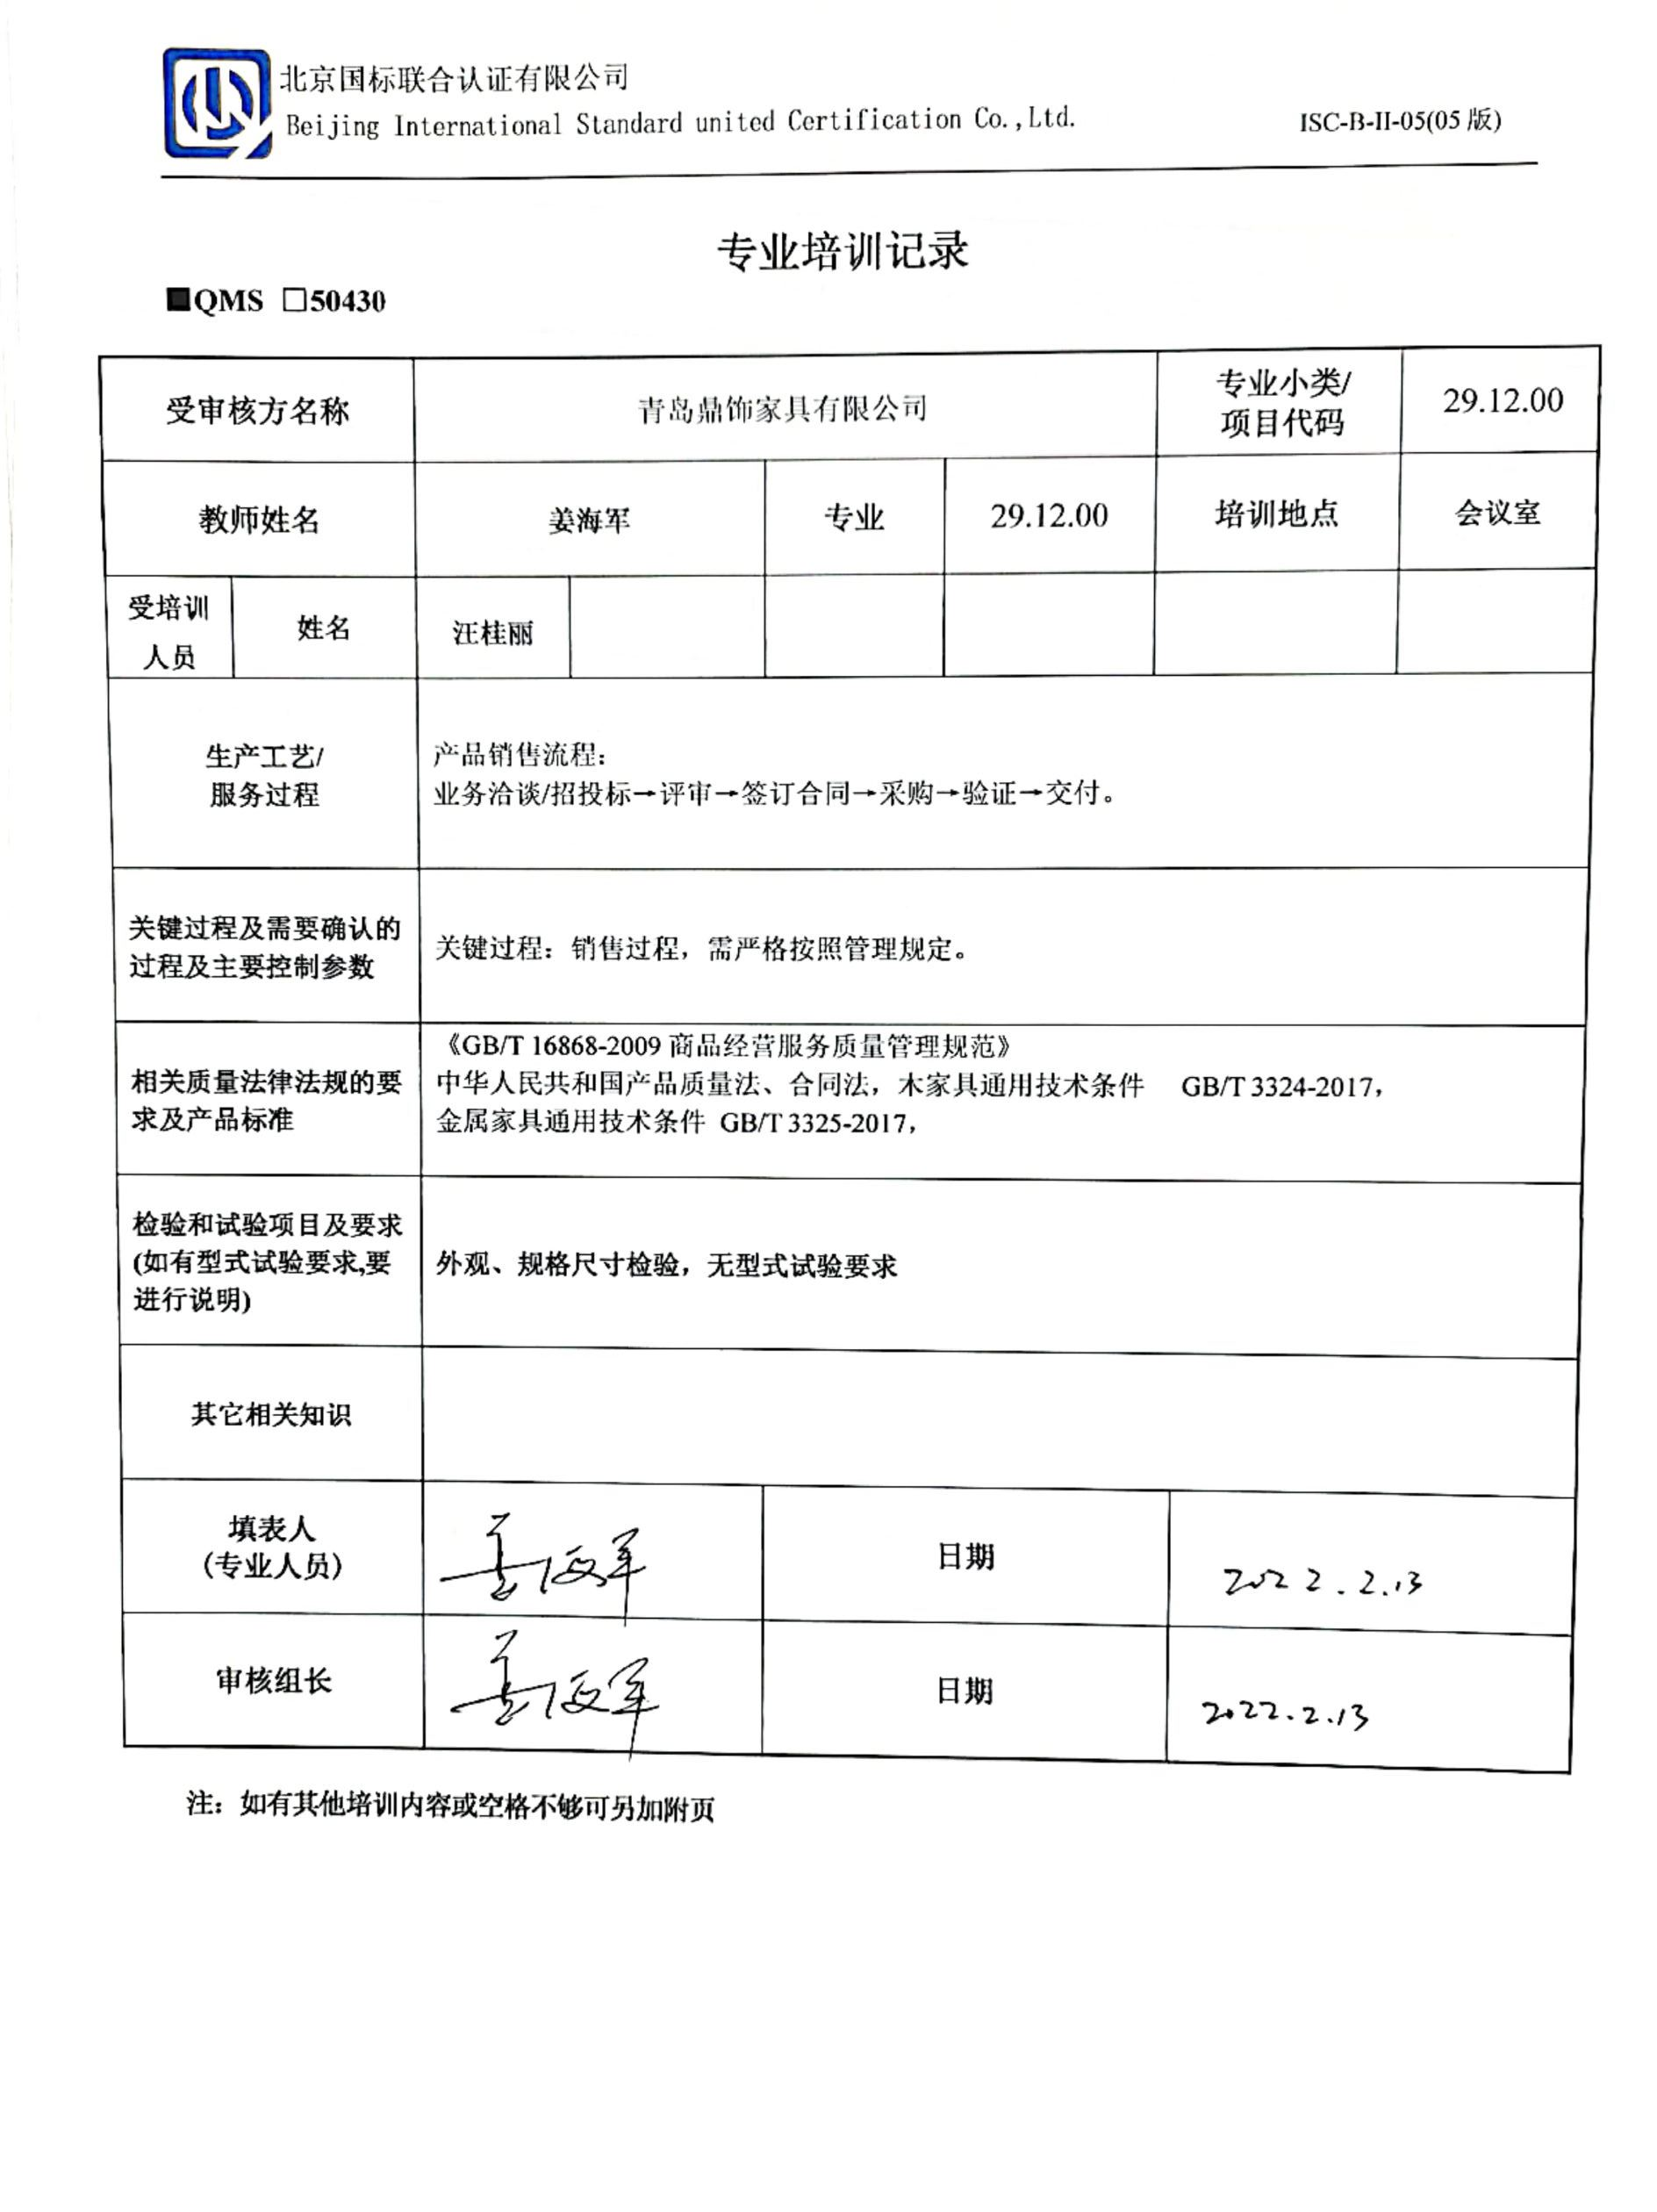 北京国标联合认证有限公司
Beijing International Standard united Certification Co.,Ltd.
ISC-B-II-05(05版)
专业培训记录
■QMS □50430
受审核方名称 青岛鼎饰家具有限公司 专业小类/
项目代码 29.12.00
教师姓名 姜海军 专业 29.12.00 培训地点 会议室
受培训
人员 姓名 汪桂丽
生产工艺/
服务过程
产品销售流程：
业务洽谈/招投标→评审→签订合同→采购→验证→交付。
关键过程及需要确认的
过程及主要控制参数
关键过程：销售过程，需严格按照管理规定。
相关质量法律法规的要
求及产品标准
《GB/T 16868-2009 商品经营服务质量管理规范》
中华人民共和国产品质量法、合同法，木家具通用技术条件 GB/T 3324-2017，
金属家具通用技术条件 GB/T 3325-2017，
检验和试验项目及要求
(如有型式试验要求,要
进行说明)
外观、规格尺寸检验，无型式试验要求
其它相关知识
填表人
（专业人员）
姜海军 日期 2022.2.13
审核组长 姜海军 日期 2022.2.13
注：如有其他培训内容或空格不够可另加附页